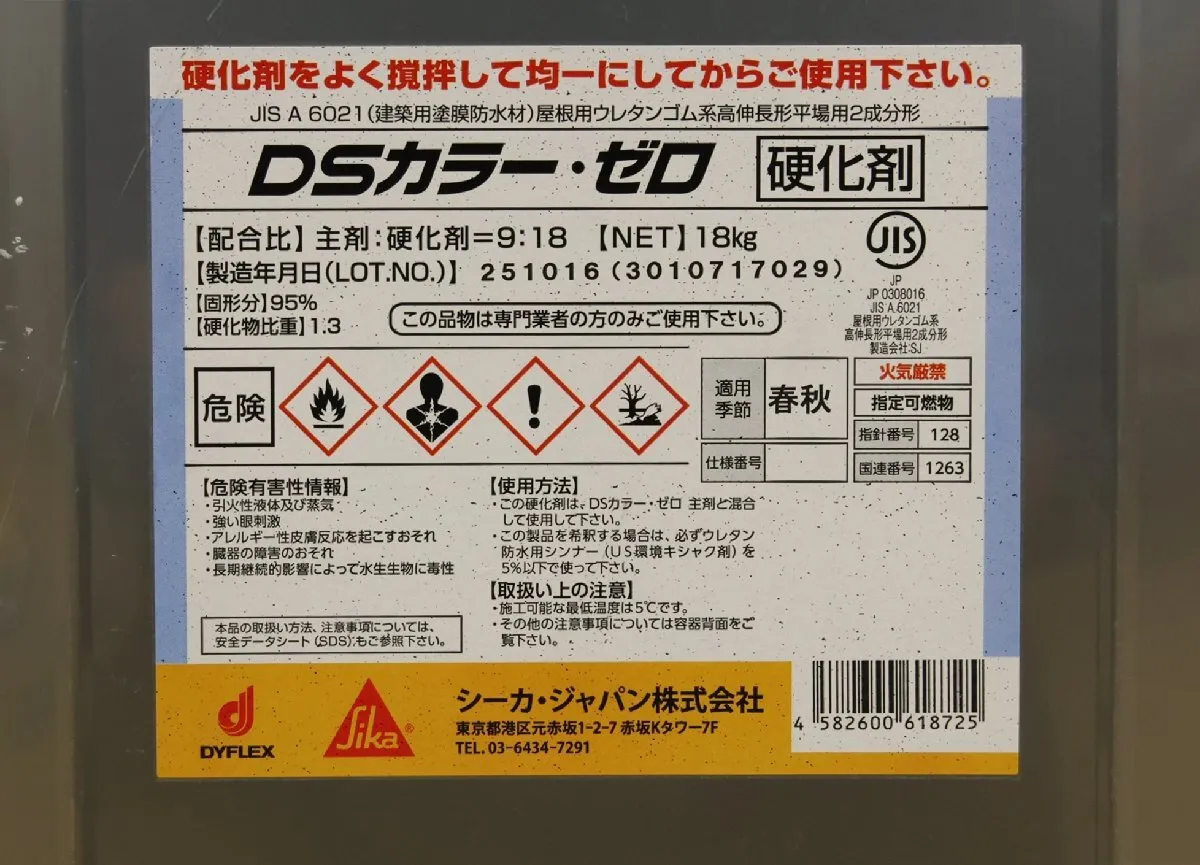 硬化剤をよく攪拌して均一にしてからご使用下さい。
JIS A 6021(建築用塗膜防水材)屋根用ウレタンゴム系高伸長形平場用2成分形
DSカラー・ゼロ 硬化剤
【配合比】主剤:硬化剤=9:18 【NET】18kg
【製造年月日(LOT.NO.)】 251016(3010717029)
【固形分】95%
【硬化物比重】1.3
この品物は専門業者の方のみご使用下さい。
JIS
JP
JP 0308016
JIS A 6021
屋根用ウレタンゴム系
高伸長形平場用2成分形
製造会社:SJ
危険
適用季節 春秋
仕様番号
火気厳禁
指定可燃物
指針番号 128
国連番号 1263
【危険有害性情報】
・引火性液体及び蒸気
・強い眼刺激
・アレルギー性皮膚反応を起こすおそれ
・臓器の障害のおそれ
・長期継続的影響によって水生生物に毒性
本品の取扱い方法、注意事項については、
安全データシート(SDS)もご参照下さい。
【使用方法】
・この硬化剤は、DSカラー・ゼロ 主剤と混合
して使用して下さい。
・この製品を希釈する場合は、必ずウレタン
防水用シンナー(US環境キシャク剤)を
5%以下で使って下さい。
【取扱い上の注意】
・施工可能な最低温度は5℃です。
・その他の注意事項については容器背面をご
覧下さい。
DYFLEX
Sika®
シーカ・ジャパン株式会社
東京都港区元赤坂1-2-7 赤坂Kタワー7F
TEL. 03-6434-7291
4 582600 618725